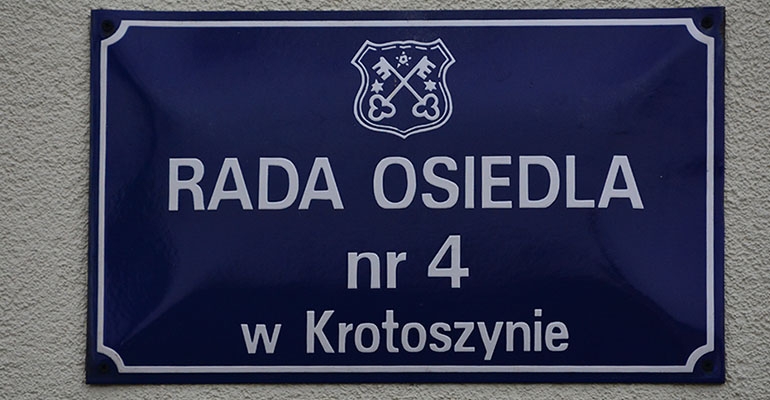 RADA OSIEDLA
nr 4
w Krotoszynie